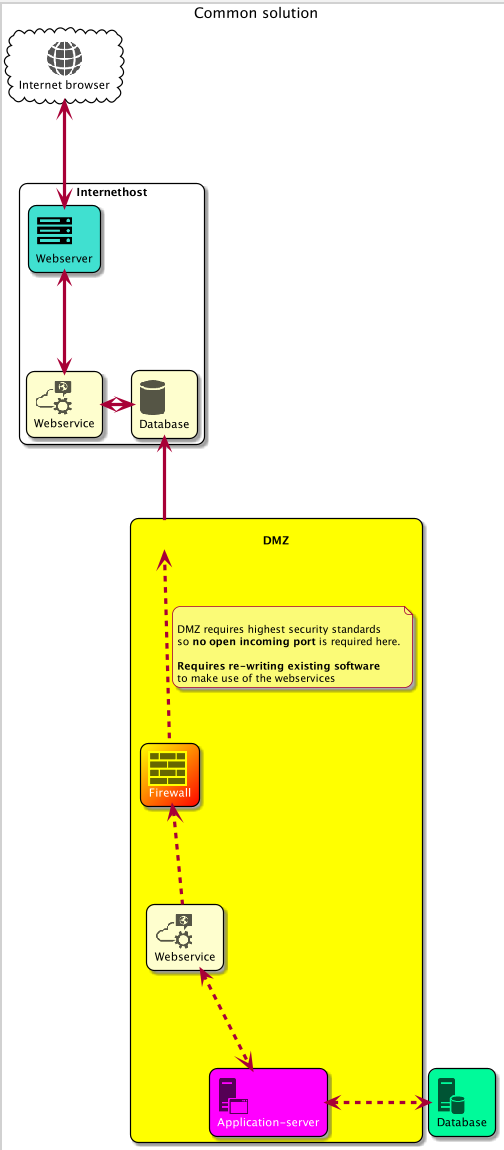 Common solution
Internet browser
Internethost
Webserver
Webservice
Database
DMZ
DMZ requires highest security standards
so no open incoming port is required here.
Requires re-writing existing software
to make use of the webservices
Firewall
Webservice
Application-server
Database